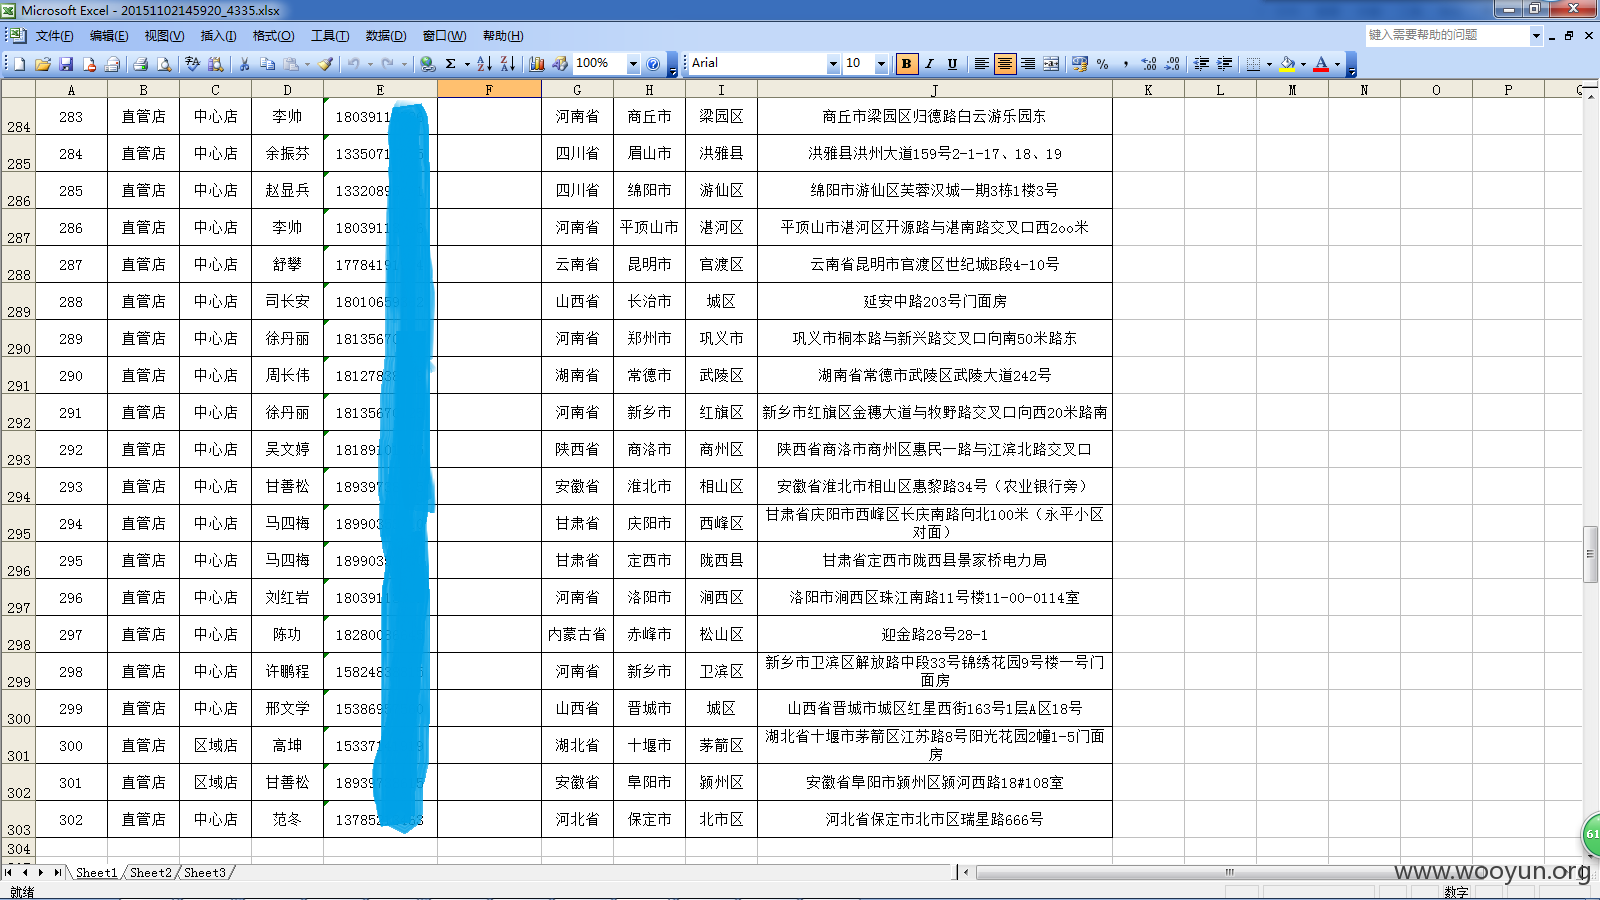 Microsoft Excel - 20151102145920_4335.xlsx
文件(F) 编辑(E) 视图(V) 插入(I) 格式(O) 工具(T) 数据(D) 窗口(W) 帮助(H) 键入需要帮助的问题
100% Arial 10 B I U
A B C D E F G H I J K L M N O P
284 283 直管店 中心店 李帅 180391 河南省 商丘市 梁园区 商丘市梁园区归德路白云游乐园东
285 284 直管店 中心店 余振芬 133507 四川省 眉山市 洪雅县 洪雅县洪州大道159号2-1-17、18、19
286 285 直管店 中心店 赵显兵 133208 四川省 绵阳市 游仙区 绵阳市游仙区芙蓉汉城一期3栋1楼3号
287 286 直管店 中心店 李帅 180391 河南省 平顶山市 湛河区 平顶山市湛河区开源路与湛南路交叉口西2oo米
288 287 直管店 中心店 舒攀 177841 云南省 昆明市 官渡区 云南省昆明市官渡区世纪城B段4-10号
289 288 直管店 中心店 司长安 180106 山西省 长治市 城区 延安中路203号门面房
290 289 直管店 中心店 徐丹丽 181356 河南省 郑州市 巩义市 巩义市桐本路与新兴路交叉口向南50米路东
291 290 直管店 中心店 周长伟 181278 湖南省 常德市 武陵区 湖南省常德市武陵区武陵大道242号
292 291 直管店 中心店 徐丹丽 181356 河南省 新乡市 红旗区 新乡市红旗区金穗大道与牧野路交叉口向西20米路南
293 292 直管店 中心店 吴文婷 18189 陕西省 商洛市 商州区 陕西省商洛市商州区惠民一路与江滨北路交叉口
294 293 直管店 中心店 甘善松 18939 安徽省 淮北市 相山区 安徽省淮北市相山区惠黎路34号（农业银行旁）
295 294 直管店 中心店 马四梅 189903 甘肃省 庆阳市 西峰区 甘肃省庆阳市西峰区长庆南路向北100米（永平小区
对面）
296 295 直管店 中心店 马四梅 189903 甘肃省 定西市 陇西县 甘肃省定西市陇西县景家桥电力局
297 296 直管店 中心店 刘红岩 180391 河南省 洛阳市 涧西区 洛阳市涧西区珠江南路11号楼11-00-0114室
298 297 直管店 中心店 陈功 182800 内蒙古省 赤峰市 松山区 迎金路28号28-1
299 298 直管店 中心店 许鹏程 158248 河南省 新乡市 卫滨区 新乡市卫滨区解放路中段33号锦绣花园9号楼一号门
面房
300 299 直管店 中心店 邢文学 153869 山西省 晋城市 城区 山西省晋城市城区红星西街163号1层A区18号
301 300 直管店 区域店 高坤 153371 湖北省 十堰市 茅箭区 湖北省十堰市茅箭区江苏路8号阳光花园2幢1-5门面
房
302 301 直管店 区域店 甘善松 18939 安徽省 阜阳市 颍州区 安徽省阜阳市颍州区颍河西路18#108室
303 302 直管店 中心店 范冬 13785 河北省 保定市 北市区 河北省保定市北市区瑞星路666号
304
61
Sheet1 Sheet2 Sheet3
www.wooyun.org
就绪 数字